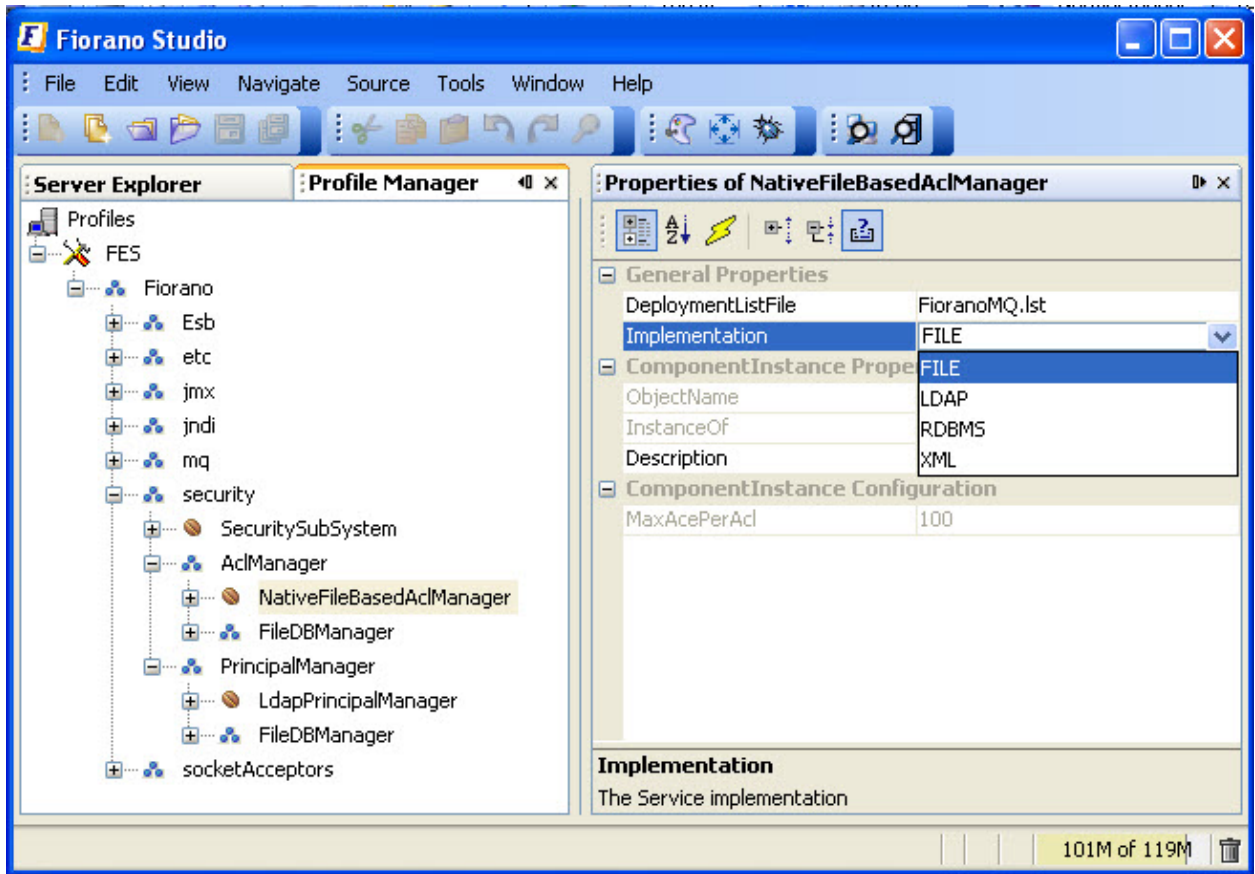 Fiorano Studio
File Edit View Navigate Source Tools Window Help
Server Explorer
Profile Manager
Profiles
FES
Fiorano
Esb
etc
jmx
jndi
mq
security
SecuritySubSystem
AclManager
NativeFileBasedAclManager
FileDBManager
PrincipalManager
LdapPrincipalManager
FileDBManager
socketAcceptors
Properties of NativeFileBasedAclManager
General Properties
DeploymentListFile FioranoMQ.lst
Implementation FILE
ComponentInstance Prope
ObjectName
InstanceOf
Description
FILE
LDAP
RDBMS
XML
ComponentInstance Configuration
MaxAcePerAcl 100
Implementation
The Service implementation
101M of 119M